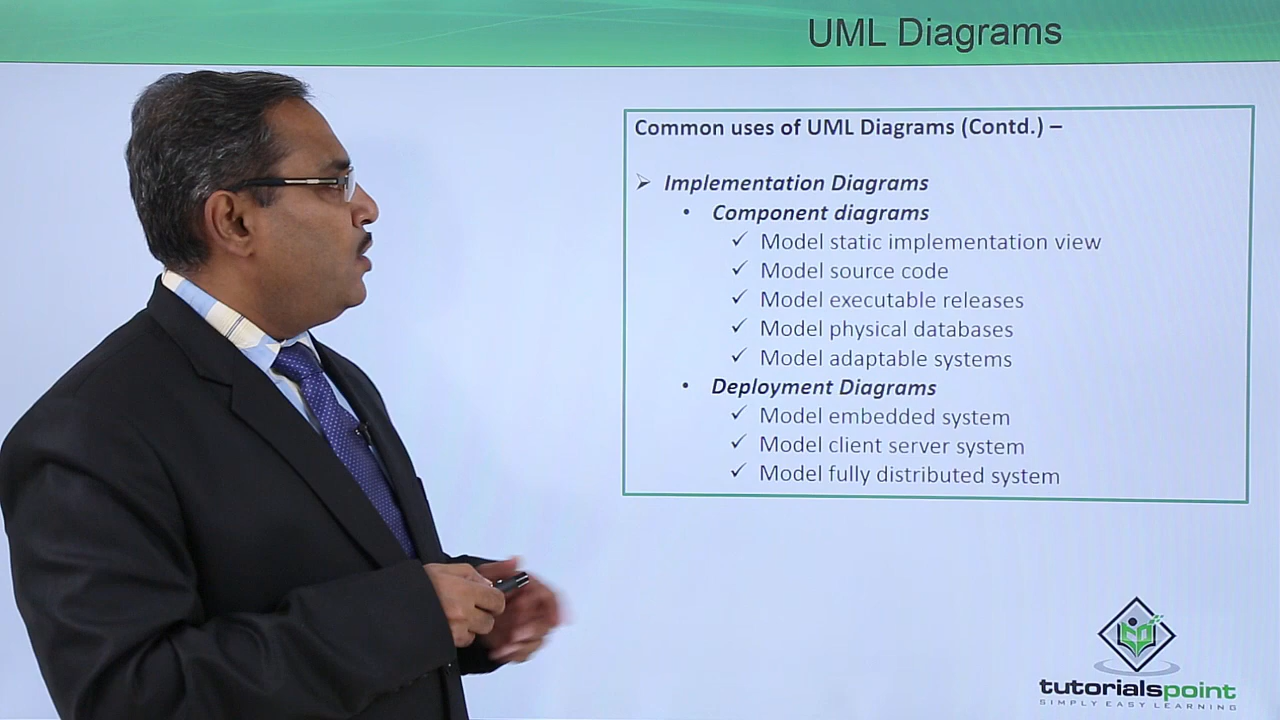 UML Diagrams
Common uses of UML Diagrams (Contd.) –
➢ Implementation Diagrams
• Component diagrams
✓ Model static implementation view
✓ Model source code
✓ Model executable releases
✓ Model physical databases
✓ Model adaptable systems
• Deployment Diagrams
✓ Model embedded system
✓ Model client server system
✓ Model fully distributed system
tutorialspoint
SIMPLY EASY LEARNING